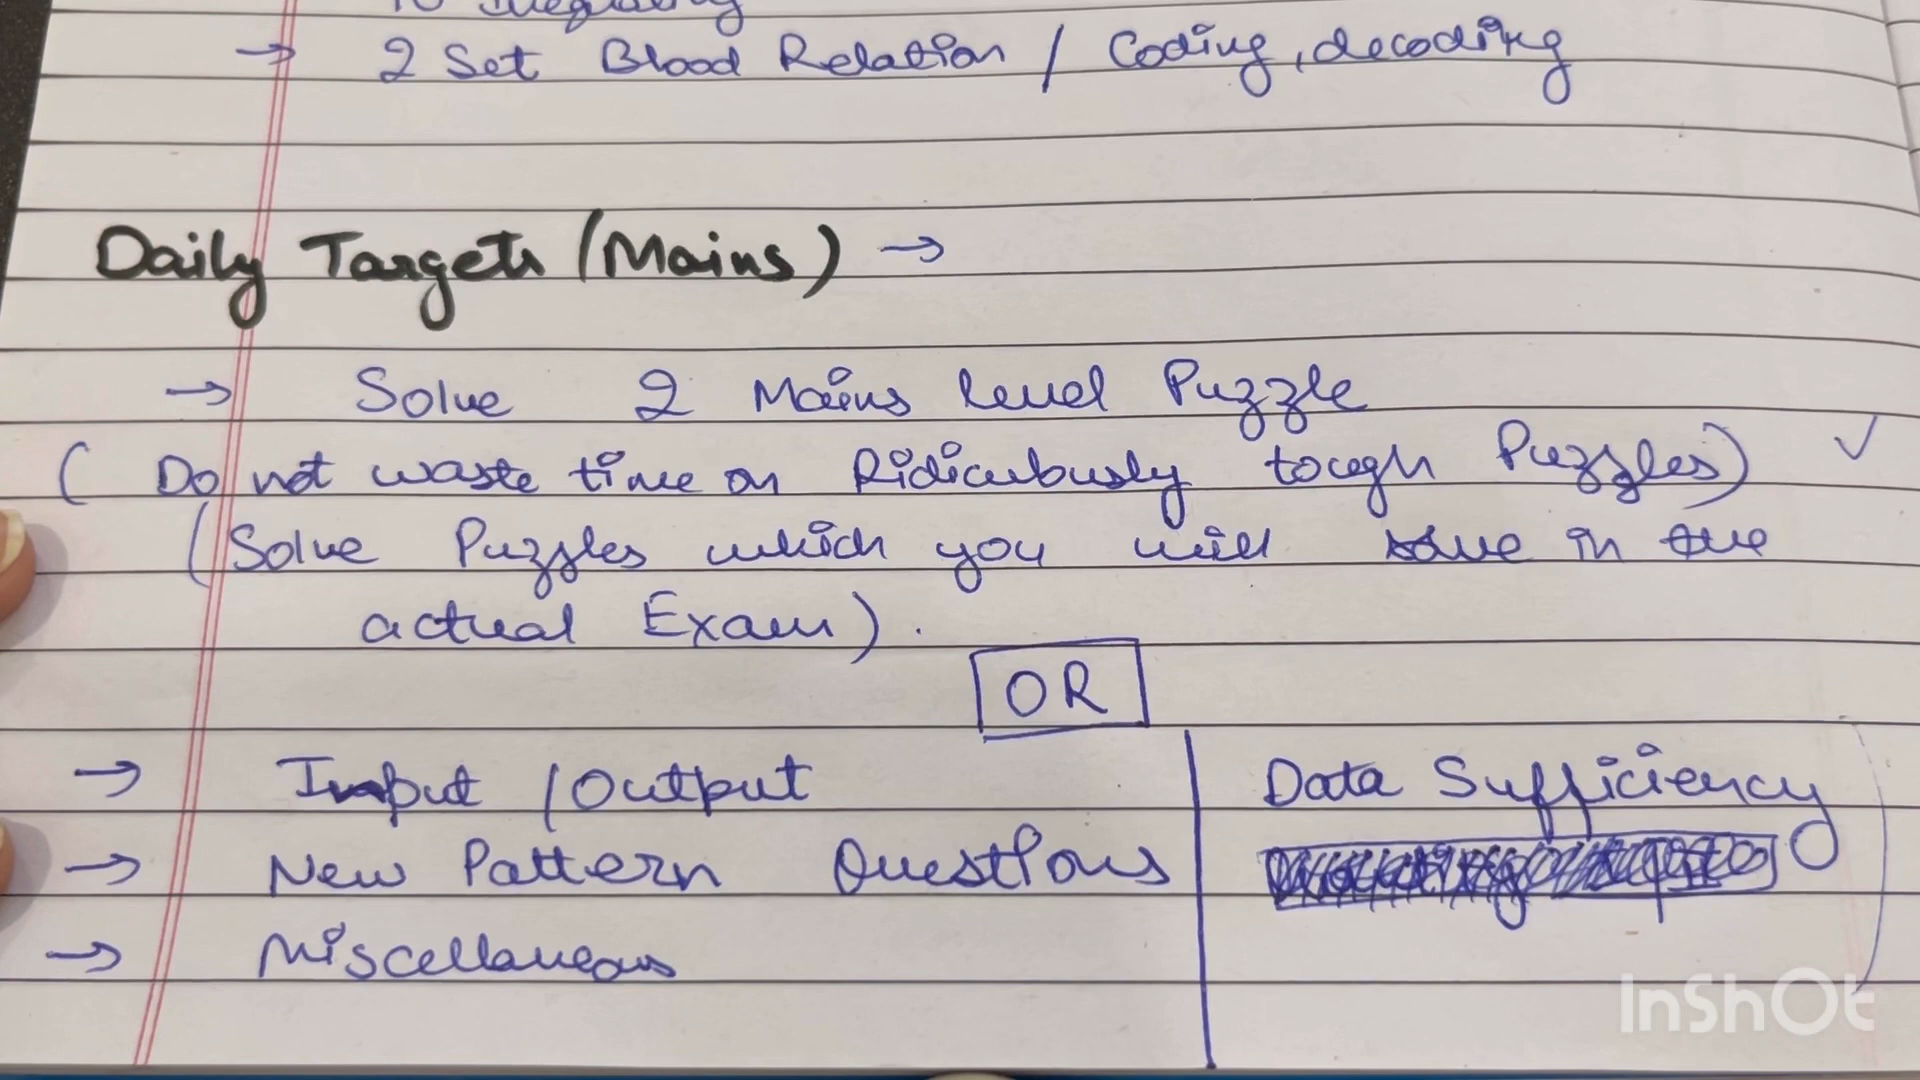 10 Inequality
→ 2 Set Blood Relation / Coding, decoding
Daily Targets (Mains) →
→ Solve 2 Mains level Puzzle
( Do not waste time on Ridiculously tough Puzzles) ✓
(Solve Puzzles which you will solve in the
actual Exam).
OR
→ Input / Output
Data Sufficiency
→ New Pattern Questions
→ Miscellaneous
InShOt